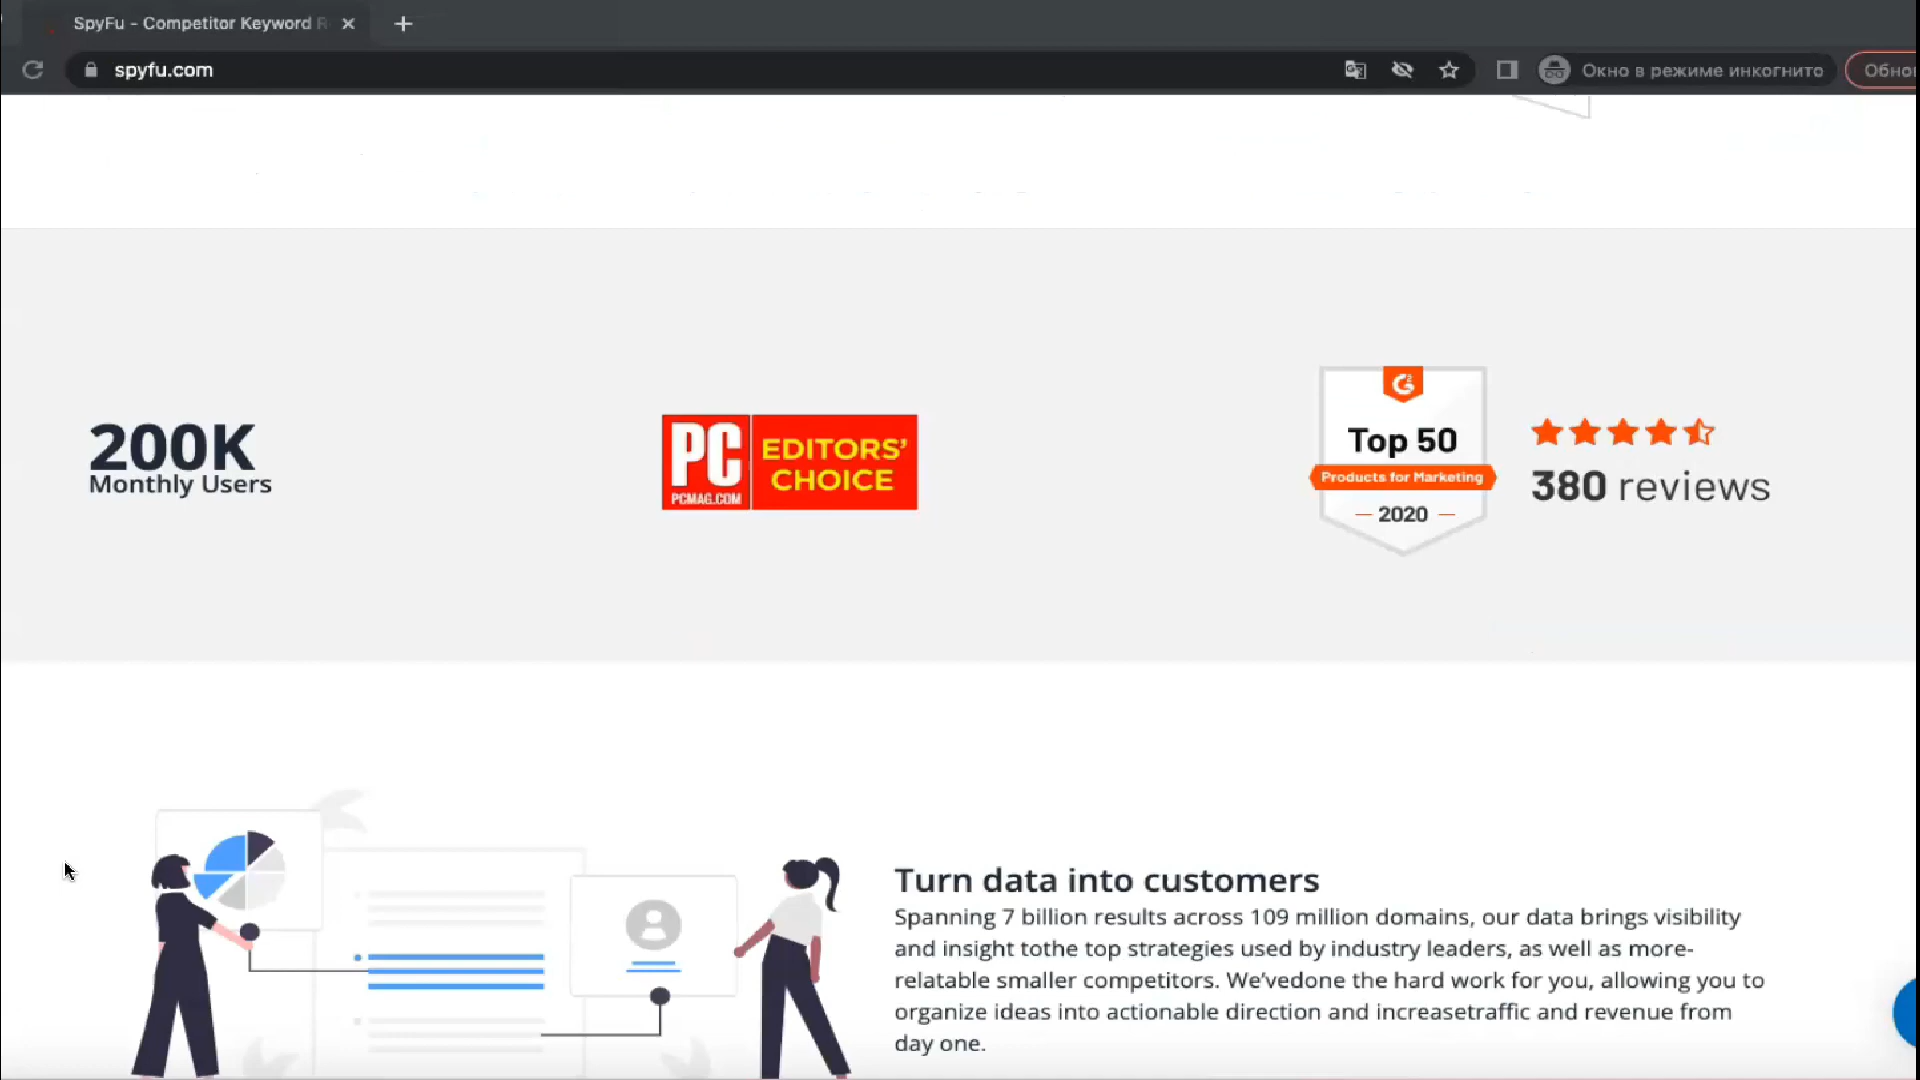 SpyFu - Competitor Keyword R
spyfu.com
Окно в режиме инкогнито
Обно
200K
Monthly Users
PC
PCMAG.COM
EDITORS'
CHOICE
G2
Top 50
Products for Marketing
2020
380 reviews
Turn data into customers
Spanning 7 billion results across 109 million domains, our data brings visibility
and insight tothe top strategies used by industry leaders, as well as more-
relatable smaller competitors. We'vedone the hard work for you, allowing you to
organize ideas into actionable direction and increasetraffic and revenue from
day one.